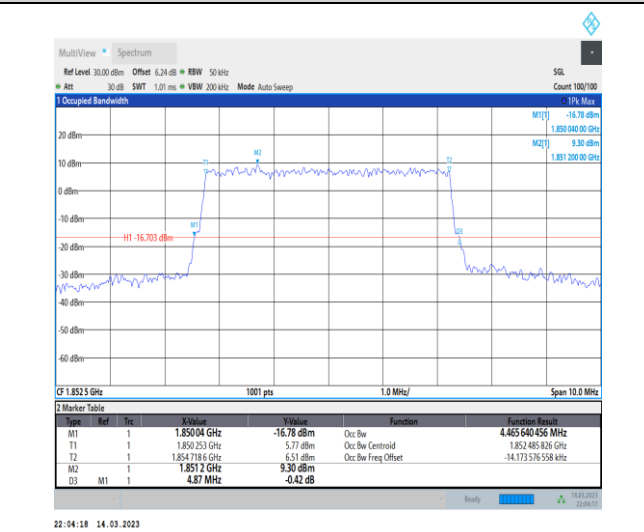 MultiView Spectrum
Ref Level 30.00 dBm Offset 6.24 dB RBW 50 kHz SGL
Att 30 dB SWT 1.01 ms VBW 200 kHz Mode Auto Sweep Count 100/100
1 Occupied Bandwidth 1Pk Max
M1[1] -16.78 dBm
1.850 040 00 GHz
20 dBm
M2[1] 9.30 dBm
1.851 200 00 GHz
M2
T1 T2
10 dBm
0 dBm
-10 dBm
M1
D3
H1 -16.703 dBm
-20 dBm
-30 dBm
-40 dBm
-50 dBm
-60 dBm
CF 1.852 5 GHz 1001 pts 1.0 MHz/ Span 10.0 MHz
2 Marker Table
Type Ref Trc X-Value Y-Value Function Function Result
M1 1 1.850 04 GHz -16.78 dBm Occ Bw 4.465 640 456 MHz
T1 1 1.850 253 GHz 5.77 dBm Occ Bw Centroid 1.852 485 826 GHz
T2 1 1.854 718 6 GHz 6.51 dBm Occ Bw Freq Offset -14.173 576 558 kHz
M2 1 1.851 2 GHz 9.30 dBm
D3 M1 1 4.87 MHz -0.42 dB
Ready 14.03.2023
22:04:17
22:04:18 14.03.2023